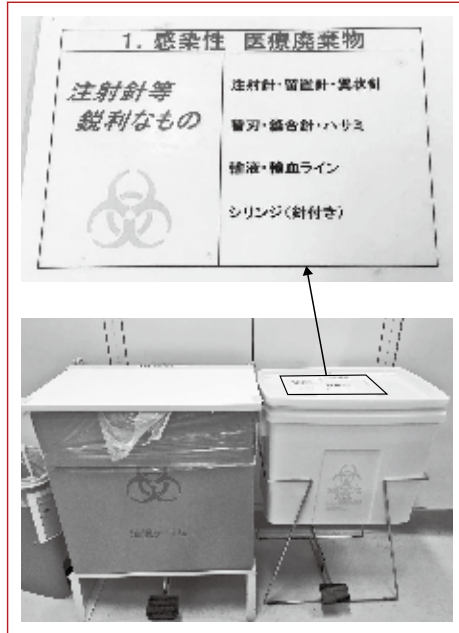 1. 感染性 医療廃棄物
注射針等
鋭利なもの
注射針・留置針・翼状針
替刃・縫合針・ハサミ
輸液・輸血ライン
シリンジ(針付き)